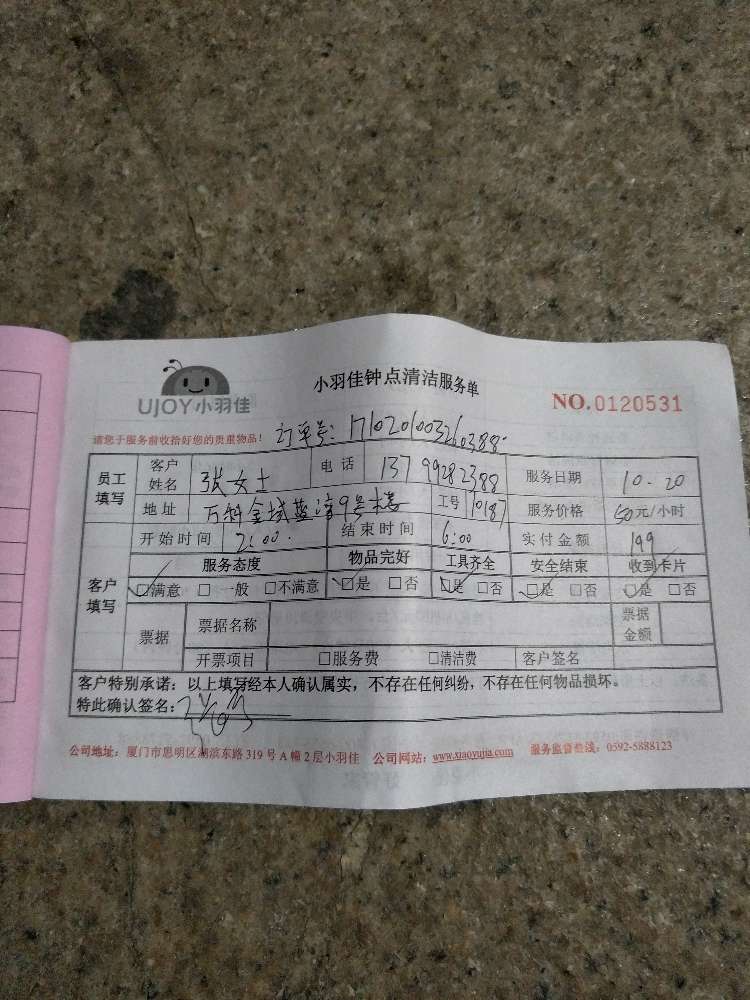 小羽佳钟点清洁服务单
UJOY小羽佳
NO.0120531
请您于服务前收拾好您的贵重物品! 订单号: 1710201003260388
员工填写 客户姓名 张女士 电话 13799282388 服务日期 10.20
地址 万科金域蓝湾9号楼 工号 10187 服务价格 50元/小时
客户填写 开始时间 2:00 结束时间 6:00 实付金额 199
服务态度 物品完好 工具齐全 安全结束 收到卡片
☑满意 □一般 □不满意 ☑是 □否 ☑是 □否 ☑是 □否 ☑是 □否
票据 票据名称 票据金额
开票项目 □服务费 □清洁费 客户签名
客户特别承诺：以上填写经本人确认属实，不存在任何纠纷，不存在任何物品损坏。
特此确认签名:
公司地址：厦门市思明区湖滨东路 319 号 A 幢 2 层小羽佳 公司网站：www.xiaoyujia.com 服务监督热线：0592-5888123